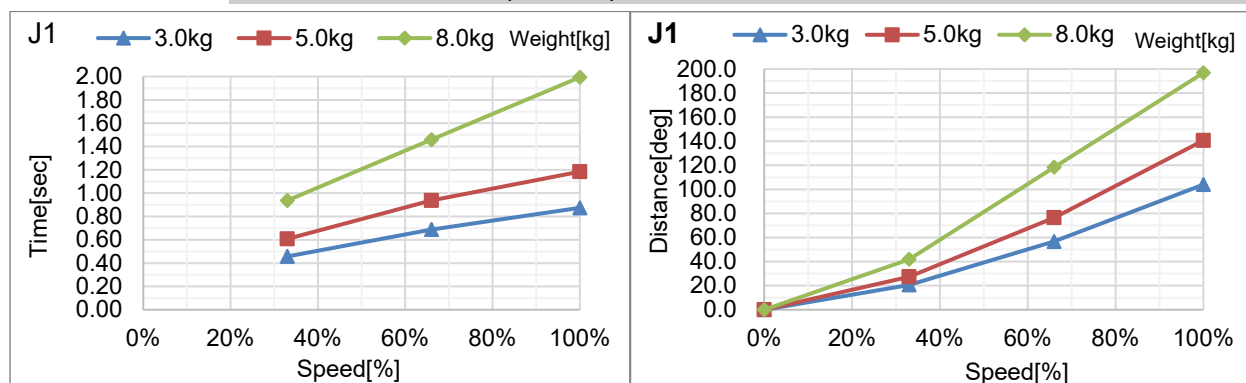 J1
3.0kg
5.0kg
8.0kg
Weight[kg]
2.00
1.80
1.60
1.40
1.20
1.00
0.80
0.60
0.40
0.20
0.00
Time[sec]
0% 20% 40% 60% 80% 100%
Speed[%]
J1
3.0kg
5.0kg
8.0kg
Weight[kg]
200.0
180.0
160.0
140.0
120.0
100.0
80.0
60.0
40.0
20.0
0.0
Distance[deg]
0% 20% 40% 60% 80% 100%
Speed[%]